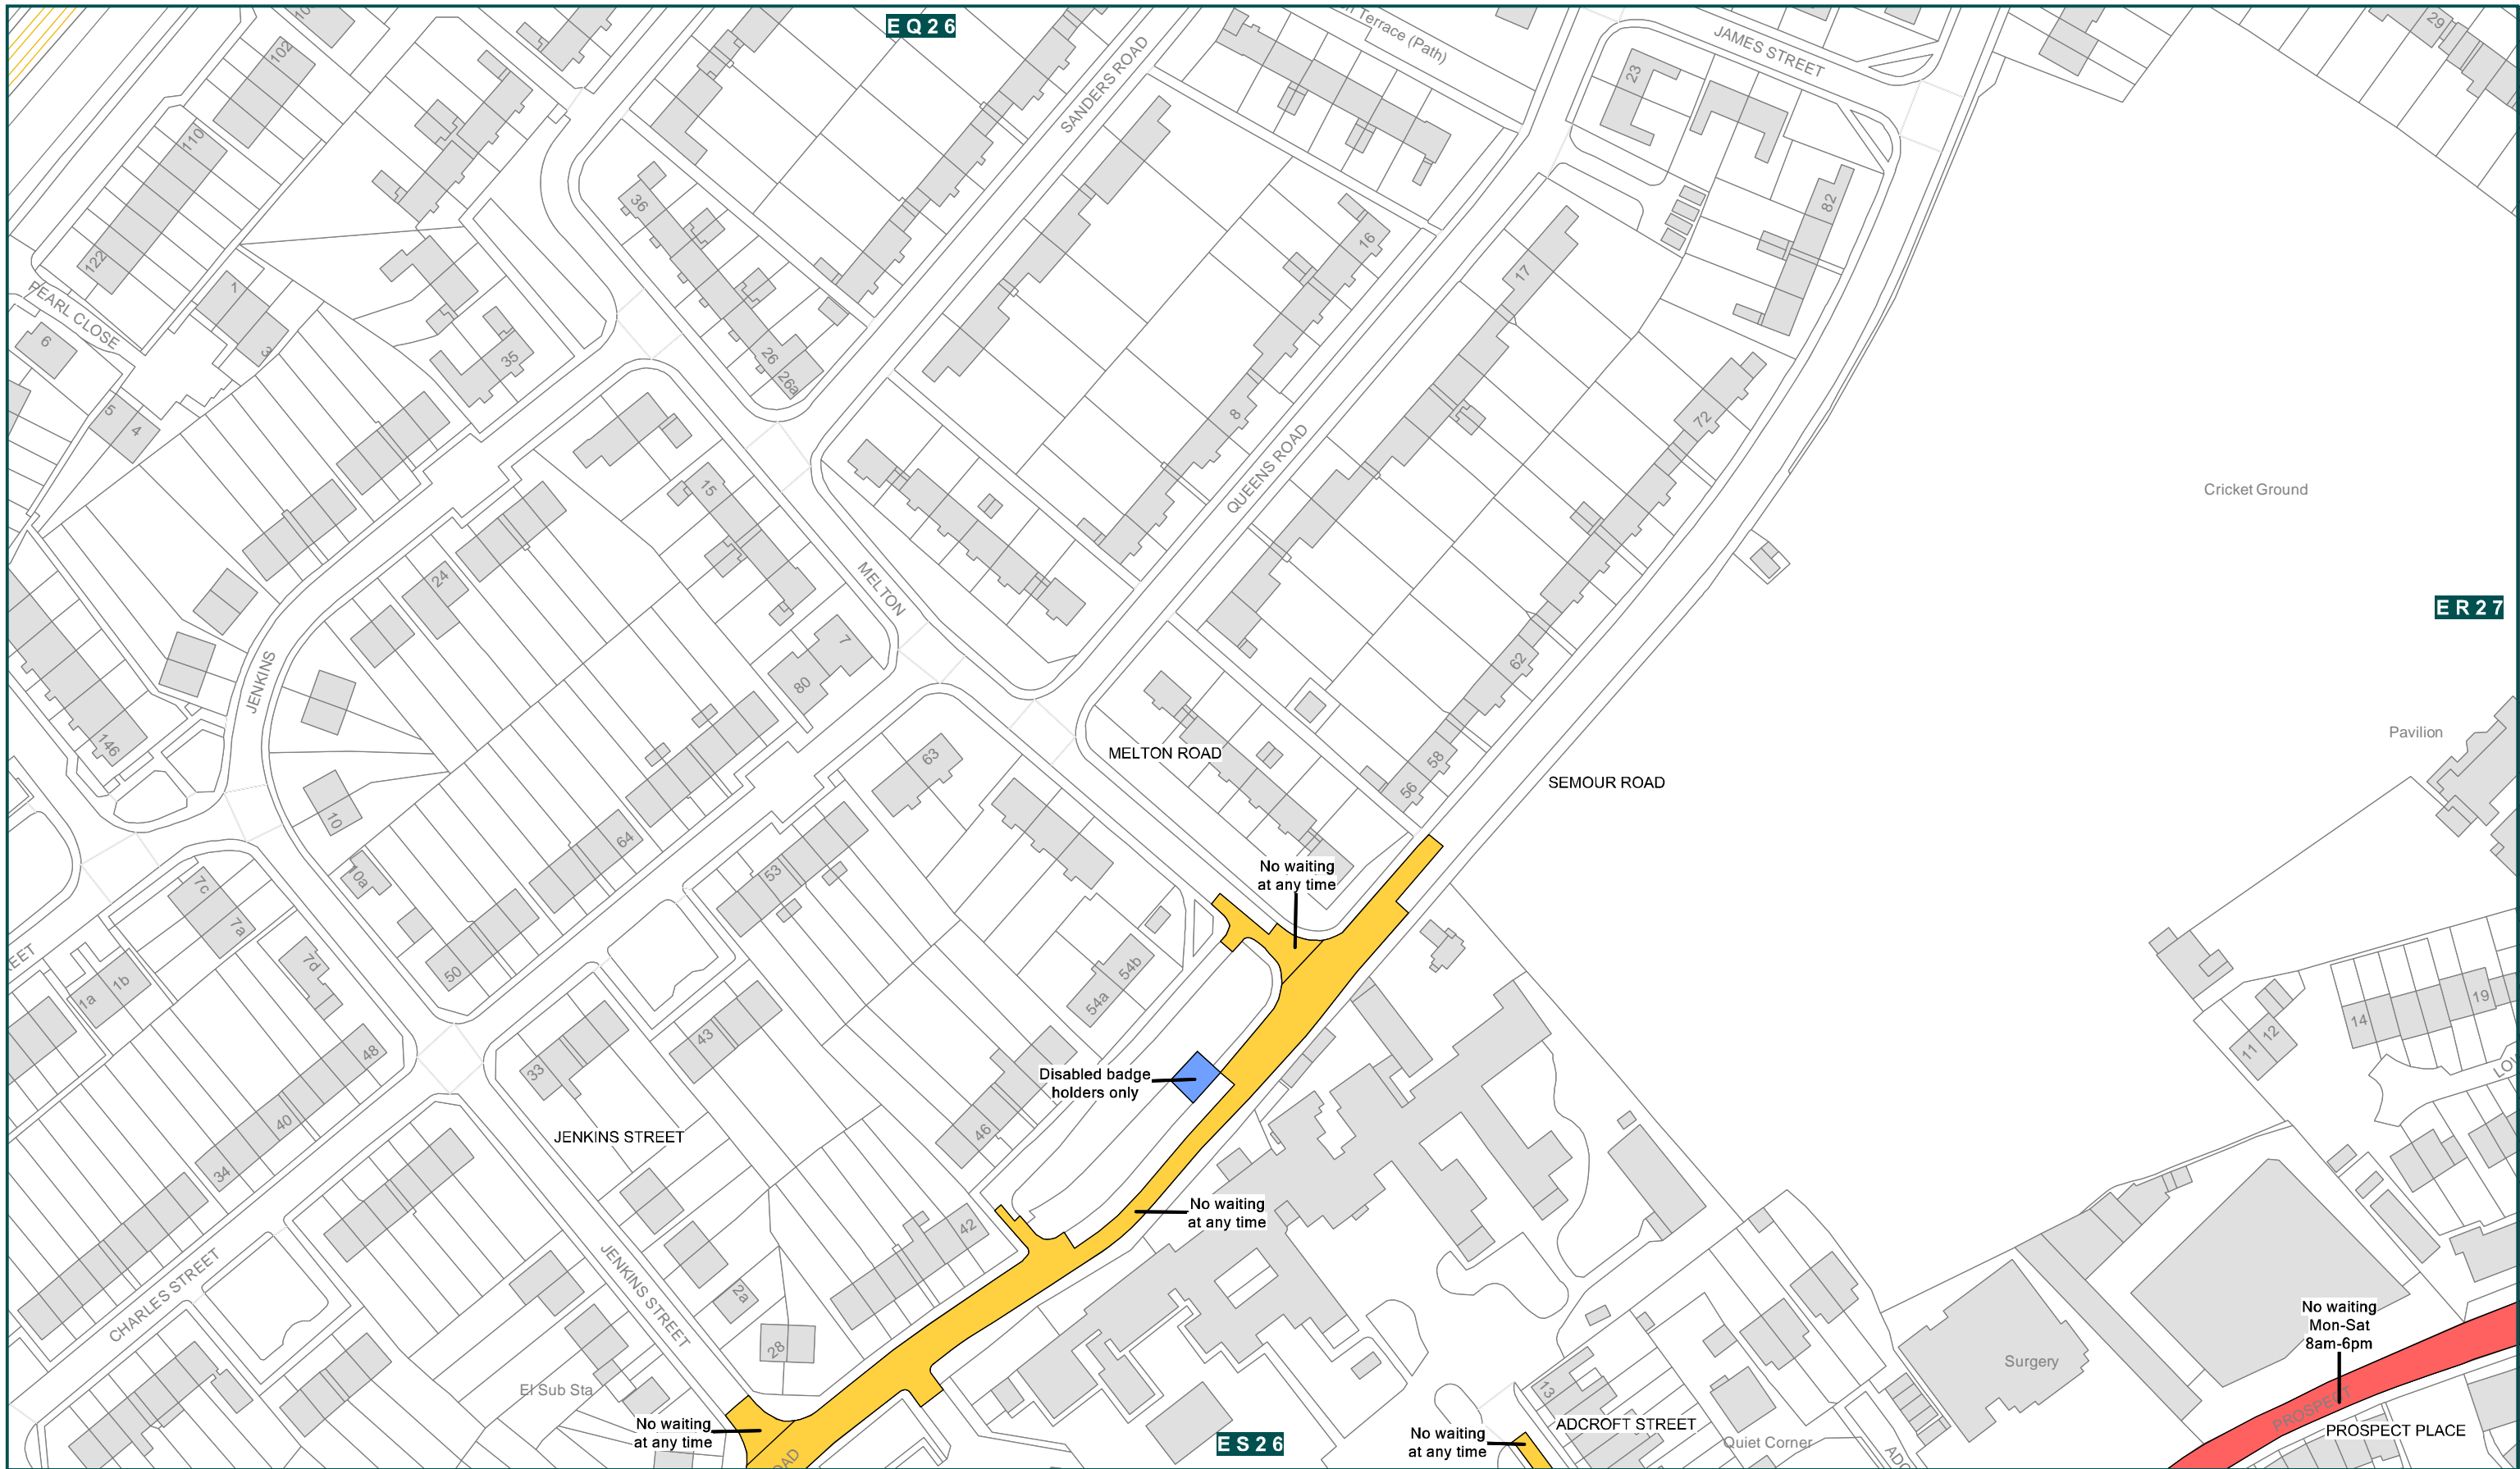 E Q 26
Terrace (Path)
JAMES STREET
29
102
SANDERS ROAD
23
110
36
82
16
122
17
1
PEARL CLOSE
6
3
35
26
26a
5
4
8
72
15
QUEENS ROAD
Cricket Ground
24
MELTON
E R 2 7
7
62
JENKINS
80
146
Pavilion
63
MELTON ROAD
58
SEMOUR ROAD
56
10
64
53
No waiting
at any time
10a
7c
7a
50
7d
54b
1a
1b
54a
19
14
43
11
12
48
33
Disabled badge
holders only
40
46
JENKINS STREET
34
No waiting
at any time
42
CHARLES STREET
JENKINS STREET
2a
28
No waiting
Mon-Sat
8am-6pm
Surgery
El Sub Sta
13
PROSPECT
No waiting
at any time
ADCROFT STREET
PROSPECT PLACE
No waiting
at any time
Quiet Corner
E S 2 6